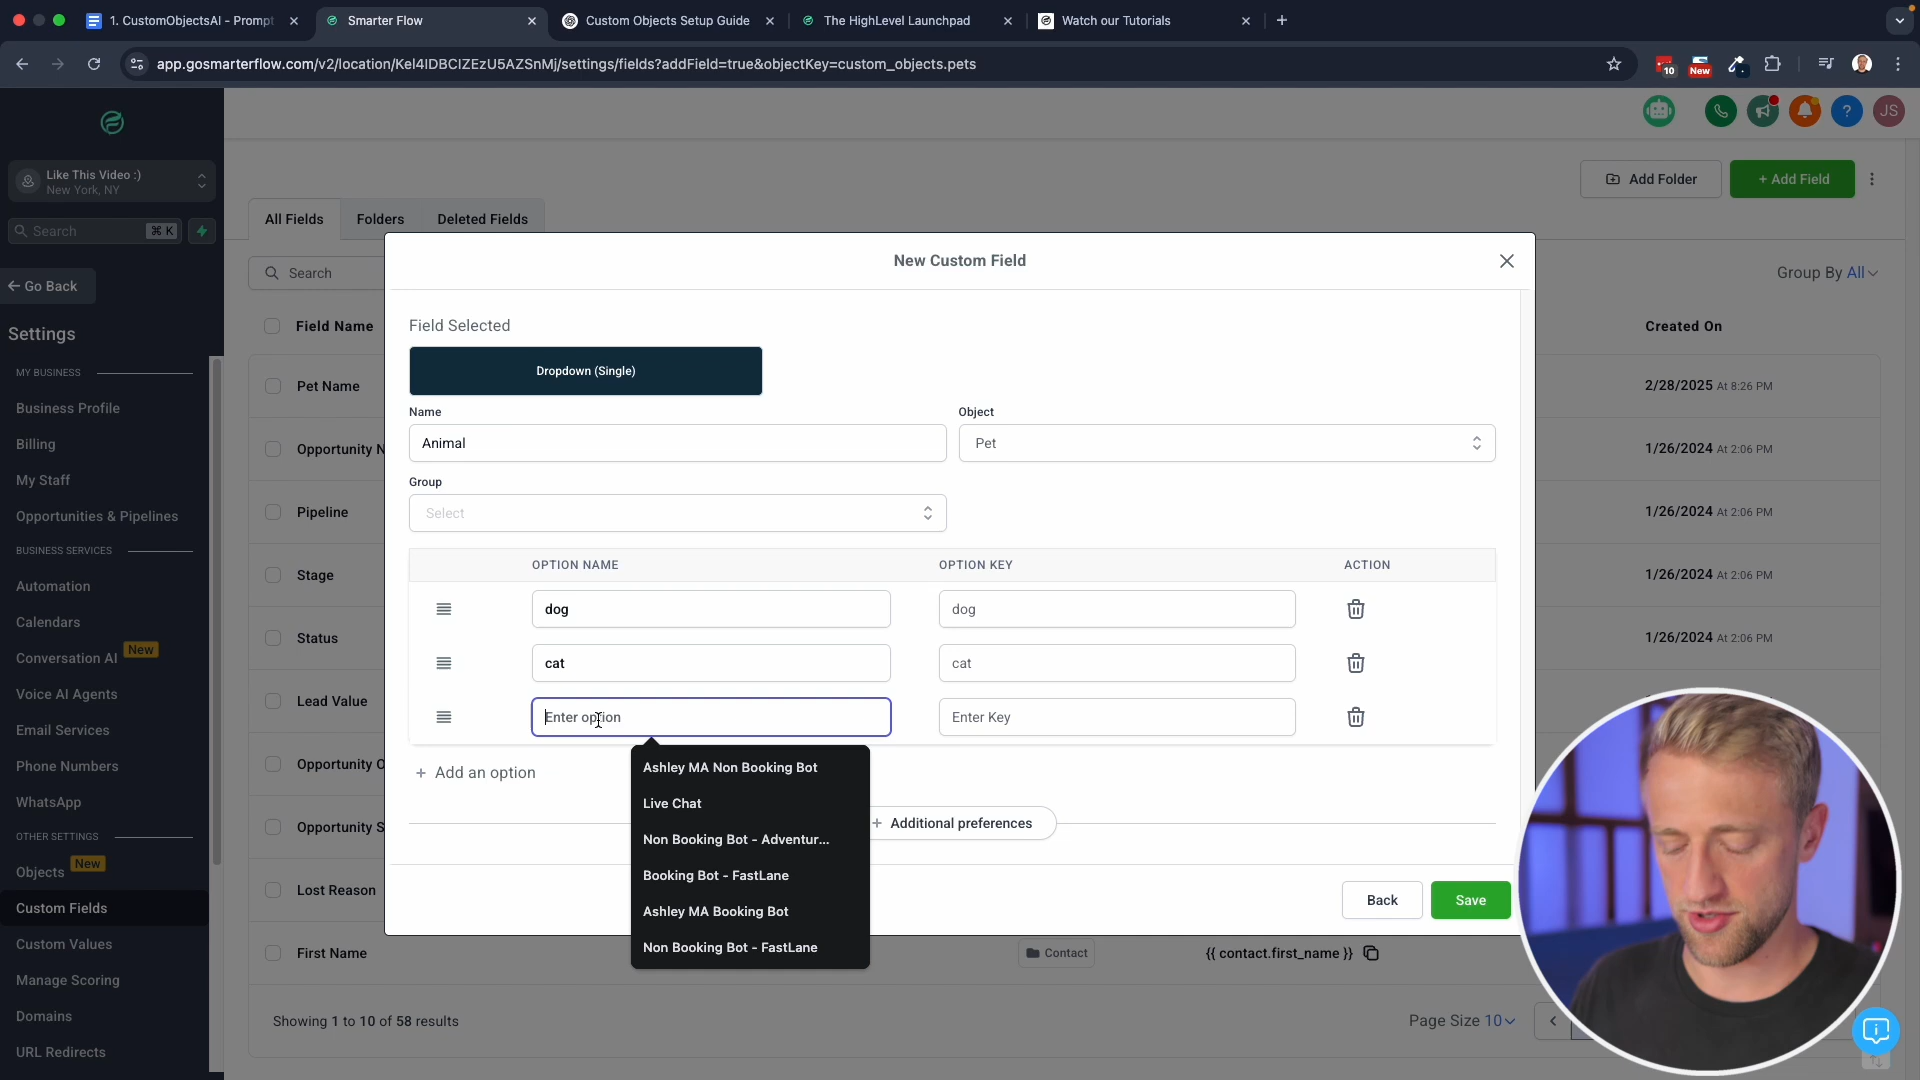 1. CustomObjectsAI - Prompt
Smarter Flow
Custom Objects Setup Guide
The HighLevel Launchpad
Watch our Tutorials
app.gosmarterflow.com/v2/location/Kel4IDBCIZEzU5AZSnMj/settings/fields?addField=true&objectKey=custom_objects.pets
10
New
Like This Video :)
New York, NY
Search
⌘ K
Go Back
Settings
MY BUSINESS
Business Profile
Billing
My Staff
Opportunities & Pipelines
BUSINESS SERVICES
Automation
Calendars
Conversation AI New
Voice AI Agents
Email Services
Phone Numbers
WhatsApp
OTHER SETTINGS
Objects New
Custom Fields
Custom Values
Manage Scoring
Domains
URL Redirects
JS
Add Folder
+ Add Field
All Fields
Folders
Deleted Fields
Search
Group By All
Field Name
Created On
Pet Name
2/28/2025 At 8:26 PM
Opportunity N
1/26/2024 At 2:06 PM
Pipeline
1/26/2024 At 2:06 PM
Stage
1/26/2024 At 2:06 PM
Status
1/26/2024 At 2:06 PM
Lead Value
Opportunity O
Opportunity S
Lost Reason
First Name
Contact
{{ contact.first_name }}
Showing 1 to 10 of 58 results
Page Size 10
New Custom Field
Field Selected
Dropdown (Single)
Name
Object
Animal
Pet
Group
Select
OPTION NAME
OPTION KEY
ACTION
dog
dog
cat
cat
Enter option
Enter Key
+ Add an option
Ashley MA Non Booking Bot
Live Chat
Non Booking Bot - Adventur...
Booking Bot - FastLane
Ashley MA Booking Bot
Non Booking Bot - FastLane
+ Additional preferences
Back
Save